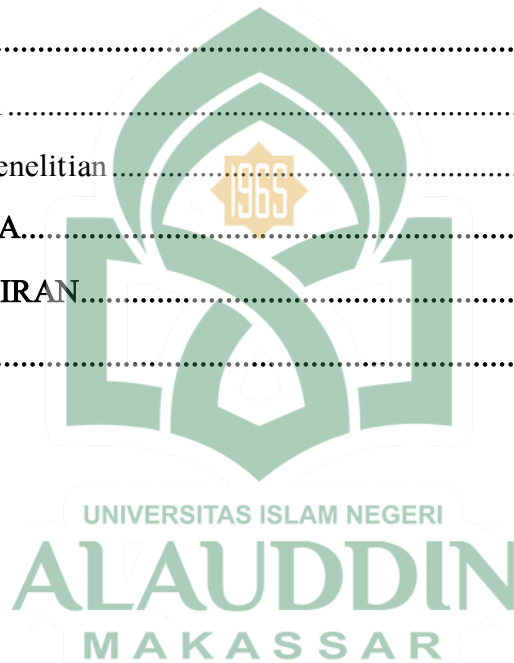 ....................................................
....................................................
enelitian....................................................
A....................................................
IRAN....................................................
....................................................
1965
UNIVERSITAS ISLAM NEGERI
ALAUDDIN
MAKASSAR